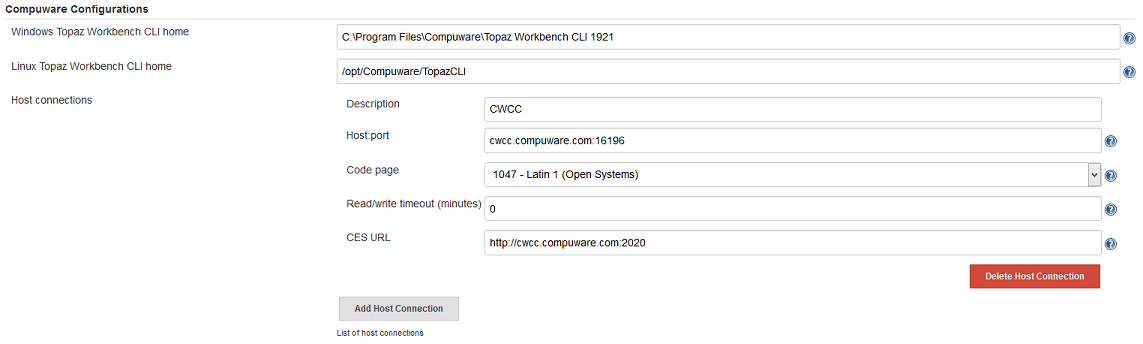 Compuware Configurations
Windows Topaz Workbench CLI home
C:\Program Files\Compuware\Topaz Workbench CLI 1921
Linux Topaz Workbench CLI home
/opt/Compuware/TopazCLI
Host connections
Description
CWCC
Host:port
cwcc.compuware.com:16196
Code page
1047 - Latin 1 (Open Systems)
Read/write timeout (minutes)
0
CES URL
http://cwcc.compuware.com:2020
Delete Host Connection
Add Host Connection
List of host connections